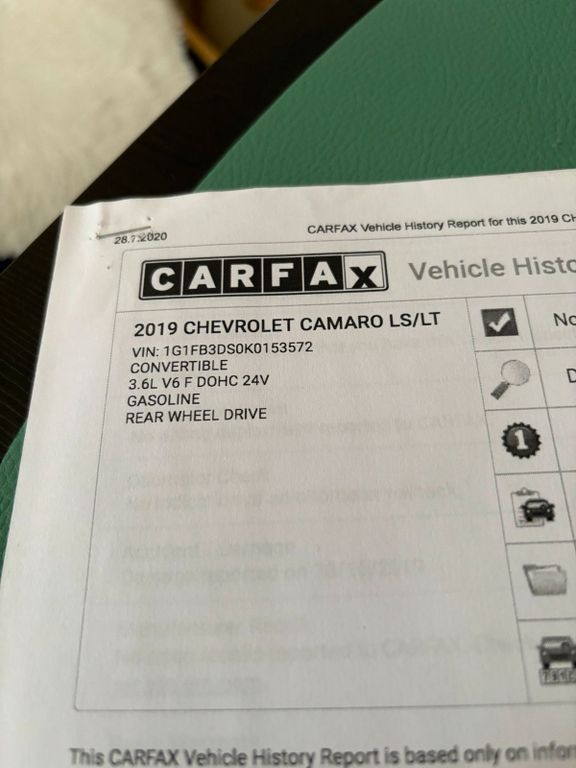 28.7.2020
CARFAX Vehicle History Report for this 2019 CH
CARFAX
Vehicle Histo
2019 CHEVROLET CAMARO LS/LT
VIN: 1G1FB3DS0K0153572
CONVERTIBLE
3.6L V6 F DOHC 24V
GASOLINE
REAR WHEEL DRIVE
No
D
1
This CARFAX Vehicle History Report is based only on infor